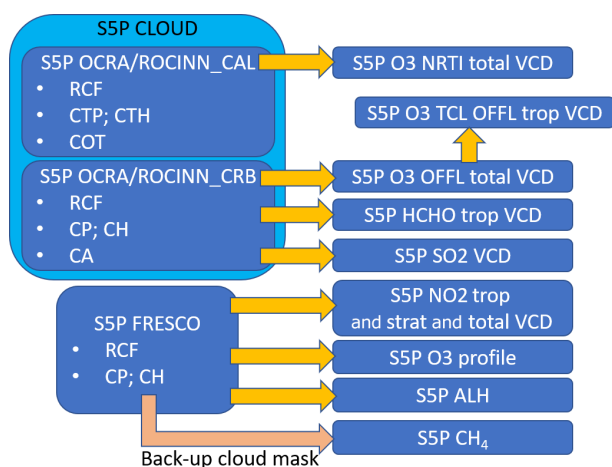 S5P CLOUD
S5P OCRA/ROCINN_CAL
• RCF
• CTP; CTH
• COT
S5P OCRA/ROCINN_CRB
• RCF
• CP; CH
• CA
S5P FRESCO
• RCF
• CP; CH
Back-up cloud mask
S5P O3 NRTI total VCD
S5P O3 TCL OFFL trop VCD
S5P O3 OFFL total VCD
S5P HCHO trop VCD
S5P SO2 VCD
S5P NO2 trop
and strat and total VCD
S5P O3 profile
S5P ALH
S5P CH₄